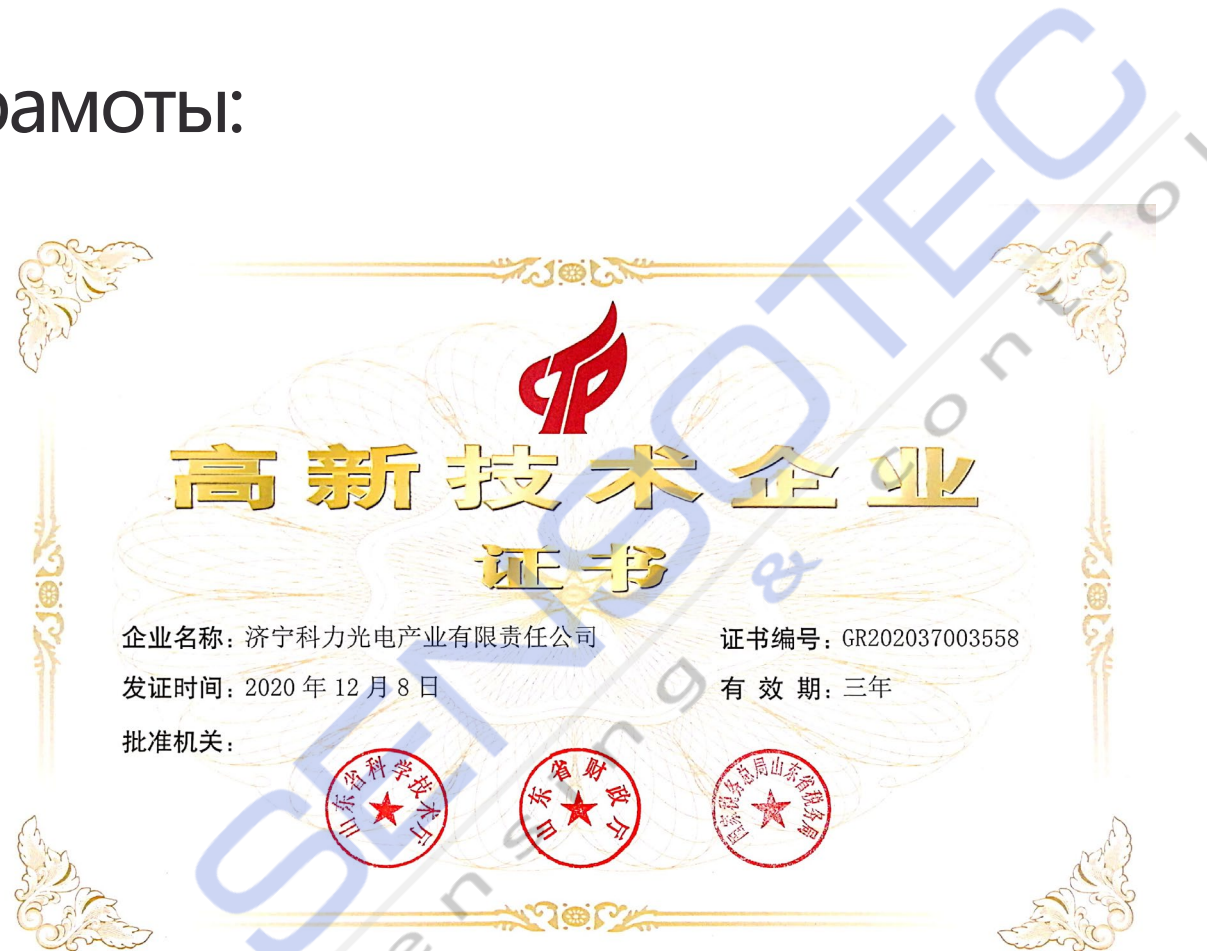 рамоты:
CTP
高新技术企业
证书
企业名称：济宁科力光电产业有限责任公司
证书编号：GR202037003558
发证时间：2020年12月8日
有效期：三年
批准机关：
山东省科学技术厅
山东省财政厅
国家税务总局山东省税务局
SENSOTEC
sensing & control